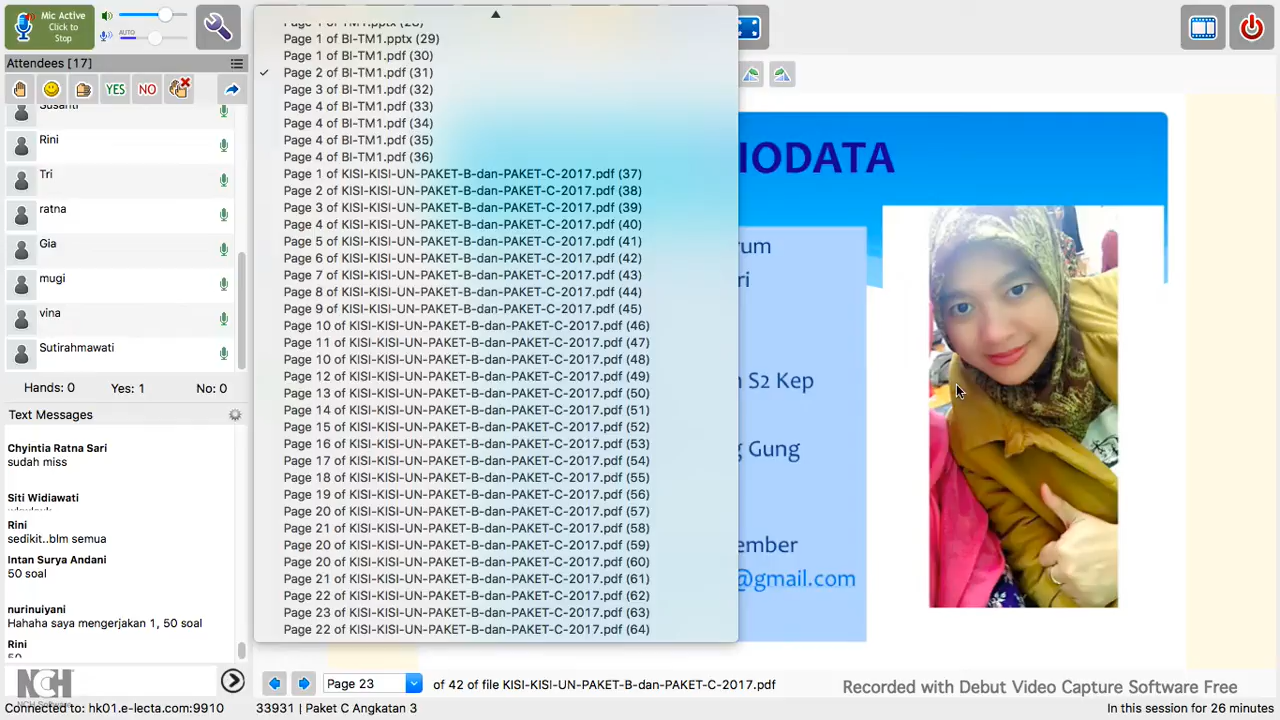 Mic Active
Click to
Stop
AUTO
Attendees [17]
YES
NO
Susanti
Rini
Tri
ratna
Gia
mugi
vina
Sutirahmawati
Hands: 0 Yes: 1 No: 0
Text Messages
Chyintia Ratna Sari
sudah miss
Siti Widiawati
Rini
sedikit..blm semua
Intan Surya Andani
50 soal
nurinuiyani
Hahaha saya mengerjakan 1, 50 soal
Rini
50
NCH
NCH Software
Connected to: hk01.e-lecta.com:9910
Page 1 of TM1.pptx (28)
Page 1 of BI-TM1.pptx (29)
Page 1 of BI-TM1.pdf (30)
✓ Page 2 of BI-TM1.pdf (31)
Page 3 of BI-TM1.pdf (32)
Page 4 of BI-TM1.pdf (33)
Page 4 of BI-TM1.pdf (34)
Page 4 of BI-TM1.pdf (35)
Page 4 of BI-TM1.pdf (36)
Page 1 of KISI-KISI-UN-PAKET-B-dan-PAKET-C-2017.pdf (37)
Page 2 of KISI-KISI-UN-PAKET-B-dan-PAKET-C-2017.pdf (38)
Page 3 of KISI-KISI-UN-PAKET-B-dan-PAKET-C-2017.pdf (39)
Page 4 of KISI-KISI-UN-PAKET-B-dan-PAKET-C-2017.pdf (40)
Page 5 of KISI-KISI-UN-PAKET-B-dan-PAKET-C-2017.pdf (41)
Page 6 of KISI-KISI-UN-PAKET-B-dan-PAKET-C-2017.pdf (42)
Page 7 of KISI-KISI-UN-PAKET-B-dan-PAKET-C-2017.pdf (43)
Page 8 of KISI-KISI-UN-PAKET-B-dan-PAKET-C-2017.pdf (44)
Page 9 of KISI-KISI-UN-PAKET-B-dan-PAKET-C-2017.pdf (45)
Page 10 of KISI-KISI-UN-PAKET-B-dan-PAKET-C-2017.pdf (46)
Page 11 of KISI-KISI-UN-PAKET-B-dan-PAKET-C-2017.pdf (47)
Page 10 of KISI-KISI-UN-PAKET-B-dan-PAKET-C-2017.pdf (48)
Page 12 of KISI-KISI-UN-PAKET-B-dan-PAKET-C-2017.pdf (49)
Page 13 of KISI-KISI-UN-PAKET-B-dan-PAKET-C-2017.pdf (50)
Page 14 of KISI-KISI-UN-PAKET-B-dan-PAKET-C-2017.pdf (51)
Page 15 of KISI-KISI-UN-PAKET-B-dan-PAKET-C-2017.pdf (52)
Page 16 of KISI-KISI-UN-PAKET-B-dan-PAKET-C-2017.pdf (53)
Page 17 of KISI-KISI-UN-PAKET-B-dan-PAKET-C-2017.pdf (54)
Page 18 of KISI-KISI-UN-PAKET-B-dan-PAKET-C-2017.pdf (55)
Page 19 of KISI-KISI-UN-PAKET-B-dan-PAKET-C-2017.pdf (56)
Page 20 of KISI-KISI-UN-PAKET-B-dan-PAKET-C-2017.pdf (57)
Page 21 of KISI-KISI-UN-PAKET-B-dan-PAKET-C-2017.pdf (58)
Page 20 of KISI-KISI-UN-PAKET-B-dan-PAKET-C-2017.pdf (59)
Page 20 of KISI-KISI-UN-PAKET-B-dan-PAKET-C-2017.pdf (60)
Page 21 of KISI-KISI-UN-PAKET-B-dan-PAKET-C-2017.pdf (61)
Page 22 of KISI-KISI-UN-PAKET-B-dan-PAKET-C-2017.pdf (62)
Page 23 of KISI-KISI-UN-PAKET-B-dan-PAKET-C-2017.pdf (63)
Page 22 of KISI-KISI-UN-PAKET-B-dan-PAKET-C-2017.pdf (64)
IODATA
rum
ri
S2 Kep
g Gung
ember
@gmail.com
Page 23 of 42 of file KISI-KISI-UN-PAKET-B-dan-PAKET-C-2017.pdf
Recorded with Debut Video Capture Software Free
33931 | Paket C Angkatan 3
In this session for 26 minutes